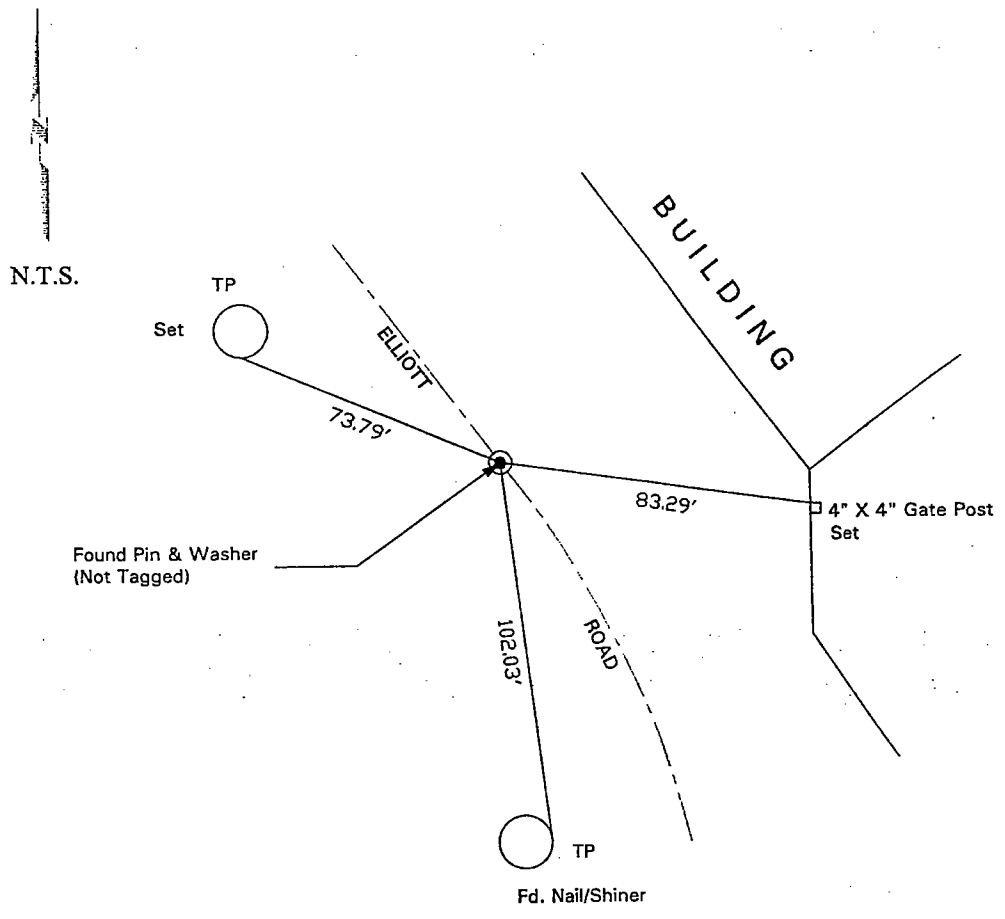 N.T.S.
BUILDING
TP
Set
ELLIOTT
73.79'
83.29'
4" X 4" Gate Post
Set
Found Pin & Washer
(Not Tagged)
102.03'
ROAD
TP
Fd. Nail/Shiner